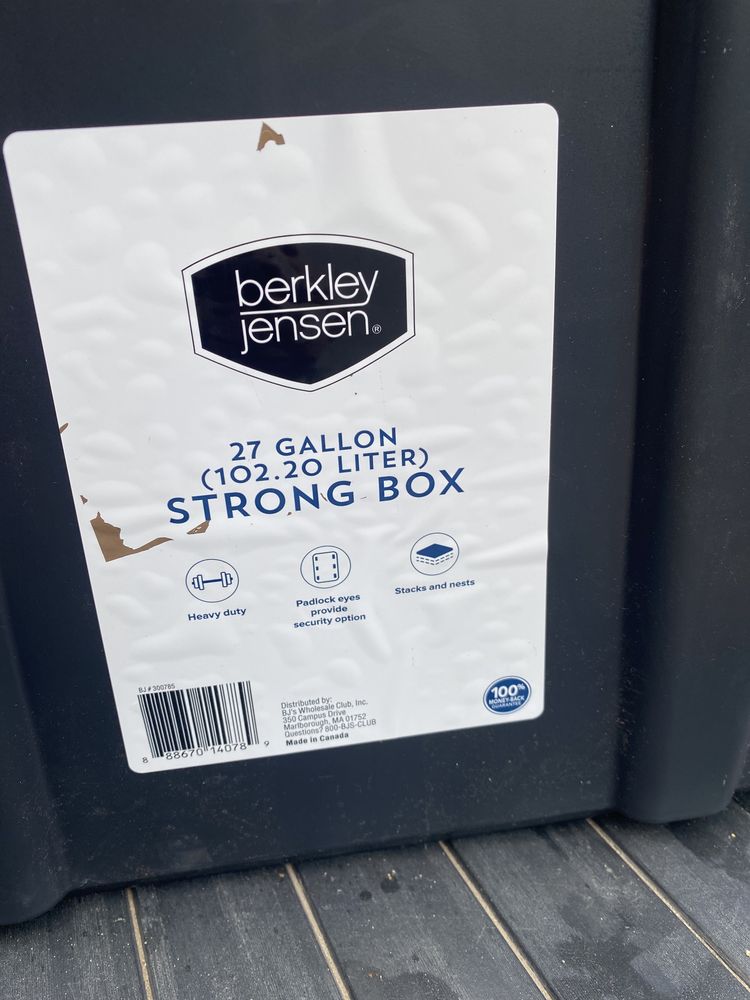 berkley
jensen®
27 GALLON
(102.20 LITER)
STRONG BOX
Heavy duty
Padlock eyes
provide
security option
Stacks and nests
BJ # 300785
8 88670 14078 9
Distributed by:
BJ's Wholesale Club, Inc.
350 Campus Drive
Marlborough, MA 01752
Questions? 800-BJS-CLUB
Made in Canada
100%
MONEY-BACK
GUARANTEE